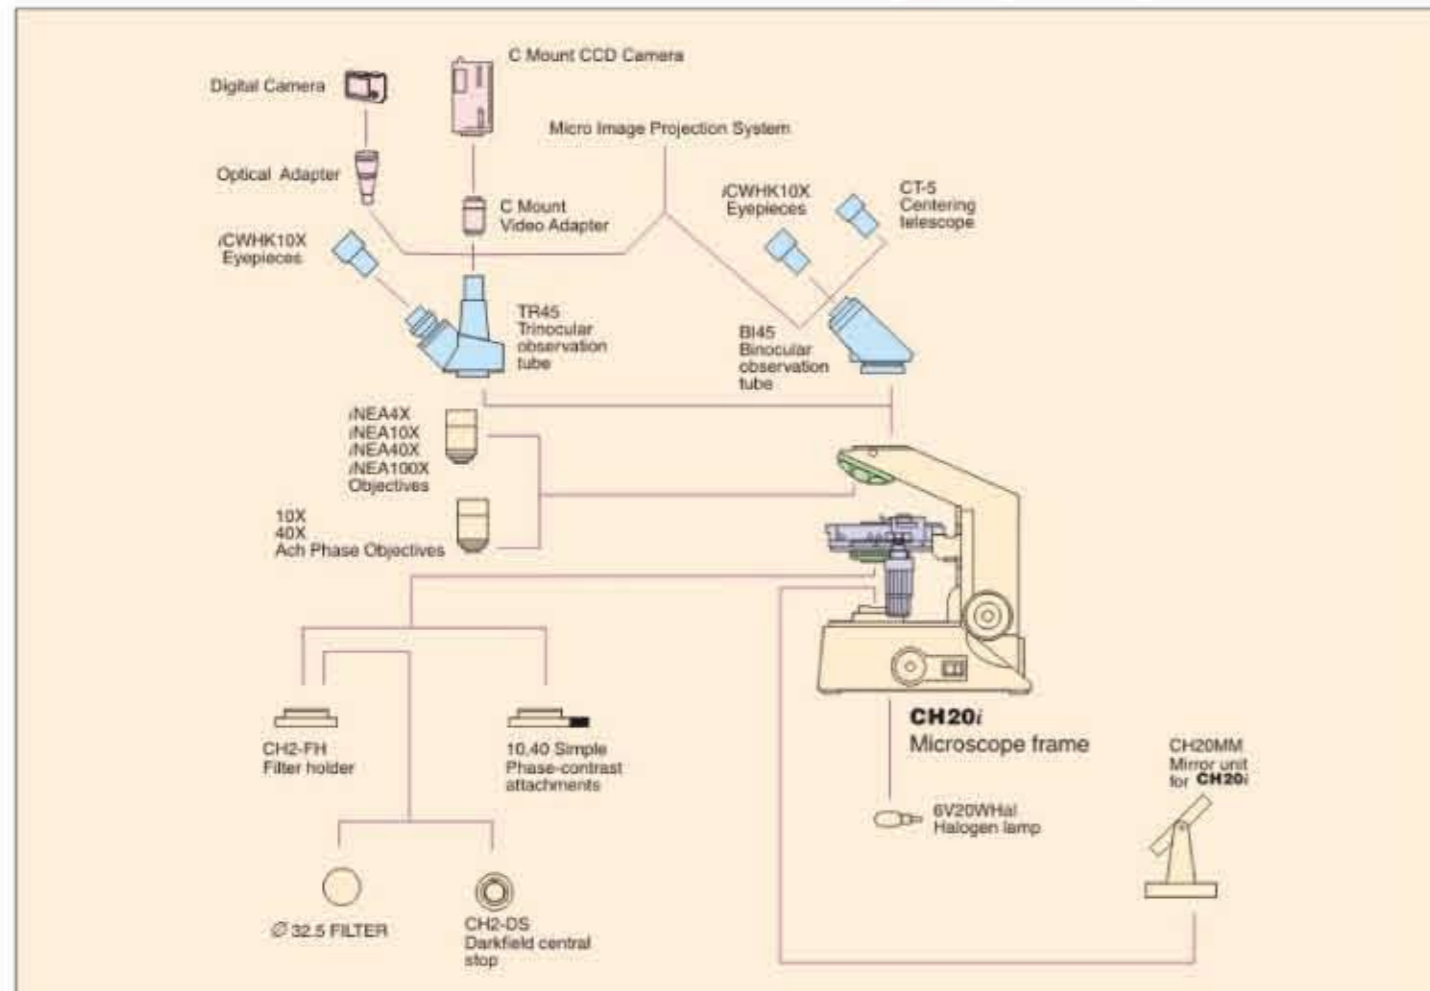 C Mount CCD Camera
Digital Camera
Micro Image Projection System
Optical Adapter
iCWHK10X
Eyepieces
CT-5
Centering
telescope
C Mount
Video Adapter
iCWHK10X
Eyepieces
TR45
Trinocular
observation
tube
BI45
Binocular
observation
tube
iNEA4X
iNEA10X
iNEA40X
iNEA100X
Objectives
10X
40X
Ach Phase Objectives
CH20i
Microscope frame
CH2-FH
Filter holder
10,40 Simple
Phase-contrast
attachments
CH20MM
Mirror unit
for CH20i
6V20WHal
Halogen lamp
∅ 32.5 FILTER
CH2-DS
Darkfield central
stop